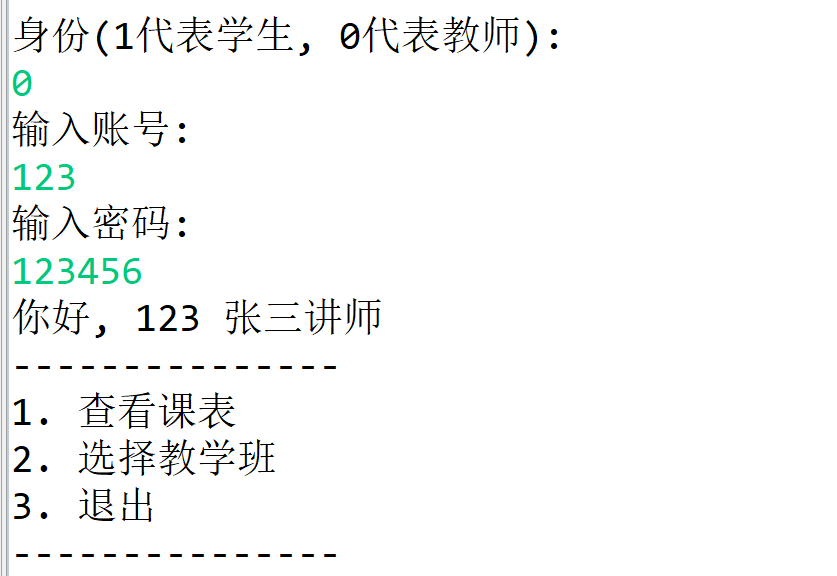 身份(1代表学生, 0代表教师):
0
输入账号:
123
输入密码:
123456
你好, 123 张三讲师
---------------
1. 查看课表
2. 选择教学班
3. 退出
---------------